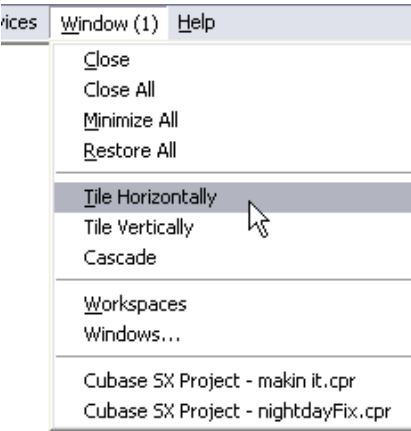 Window (1) Help
Close
Close All
Minimize All
Restore All
Tile Horizontally
Tile Vertically
Cascade
Workspaces
Windows...
Cubase SX Project - makin it.cpr
Cubase SX Project - nightdayFix.cpr